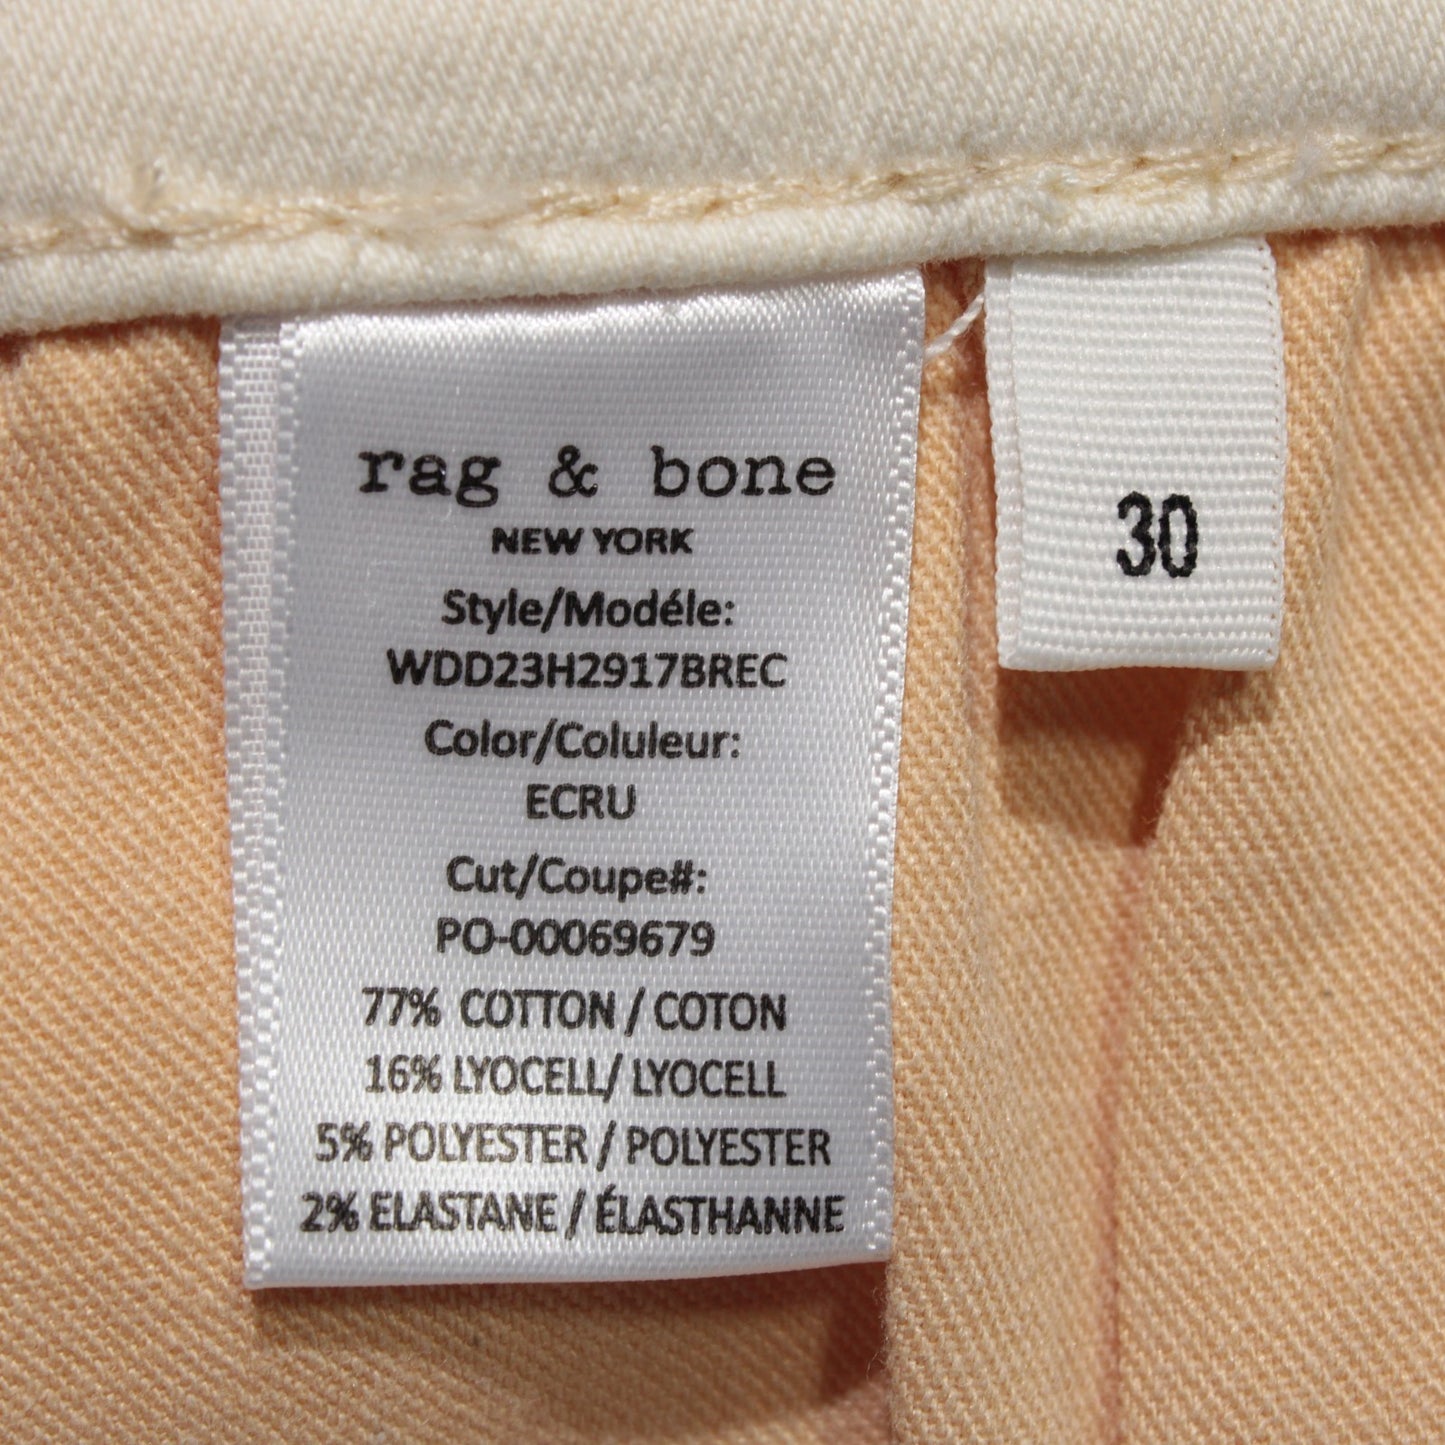 rag & bone
NEW YORK
Style/Modéle:
WDD23H2917BREC
Color/Coluleur:
ECRU
Cut/Coupe#:
PO-00069679
77% COTTON / COTON
16% LYOCELL/ LYOCELL
5% POLYESTER / POLYESTER
2% ELASTANE / ÉLASTHANNE
30